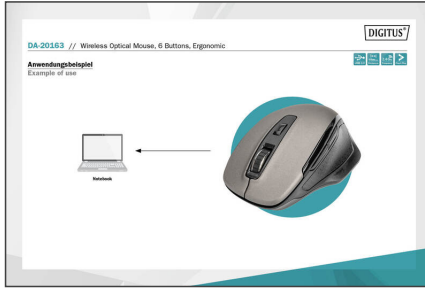 DIGITUS®
DA-20163 // Wireless Optical Mouse, 6 Buttons, Ergonomic
Anwendungsbeispiel
Example of use
Notebook